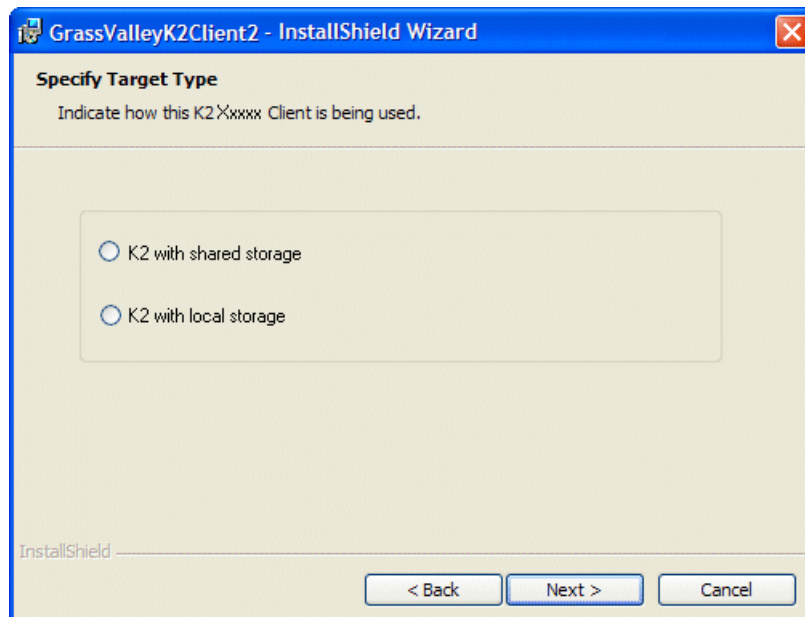 GrassValleyK2Client2 - InstallShield Wizard
Specify Target Type
Indicate how this K2Xxxxx Client is being used.
K2 with shared storage
K2 with local storage
InstallShield
< Back Next > Cancel